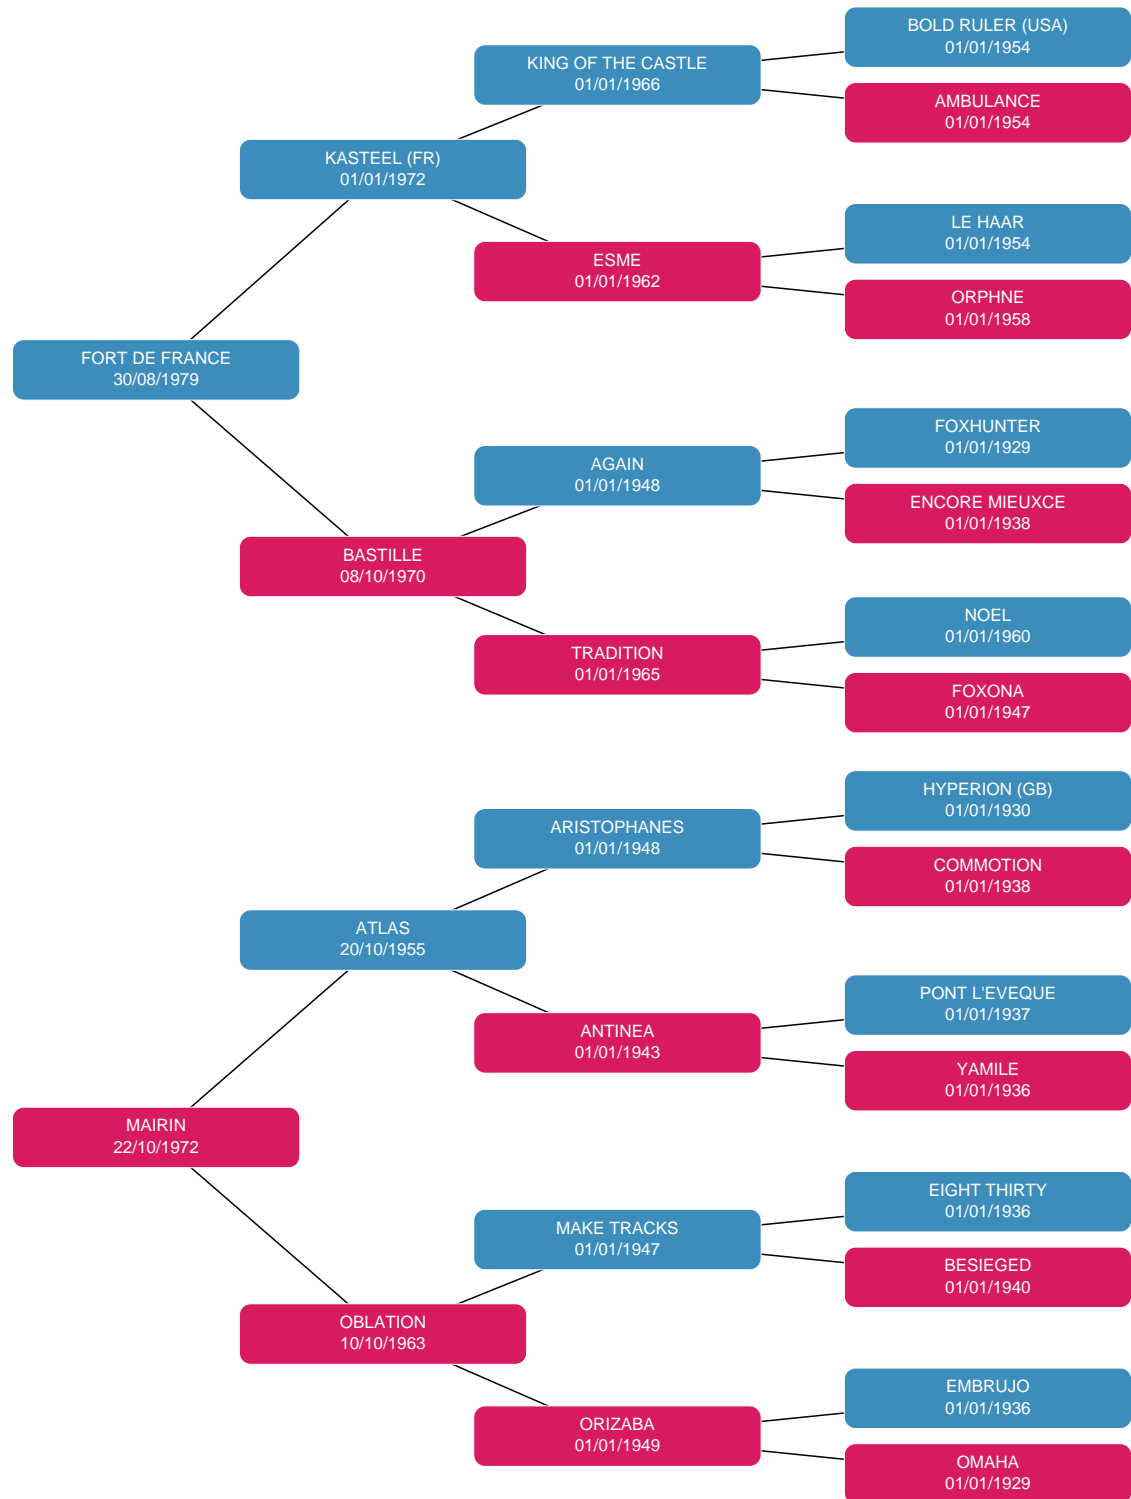 BOLD RULER (USA)
01/01/1954
KING OF THE CASTLE
01/01/1966
AMBULANCE
01/01/1954
KASTEEL (FR)
01/01/1972
LE HAAR
01/01/1954
ESME
01/01/1962
ORPHNE
01/01/1958
FORT DE FRANCE
30/08/1979
FOXHUNTER
01/01/1929
AGAIN
01/01/1948
ENCORE MIEUXCE
01/01/1938
BASTILLE
08/10/1970
NOEL
01/01/1960
TRADITION
01/01/1965
FOXONA
01/01/1947
HYPERION (GB)
01/01/1930
ARISTOPHANES
01/01/1948
COMMOTION
01/01/1938
ATLAS
20/10/1955
PONT L'EVEQUE
01/01/1937
ANTINEA
01/01/1943
YAMILE
01/01/1936
MAIRIN
22/10/1972
EIGHT THIRTY
01/01/1936
MAKE TRACKS
01/01/1947
BESIEGED
01/01/1940
OBLATION
10/10/1963
EMBRUJO
01/01/1936
ORIZABA
01/01/1949
OMAHA
01/01/1929